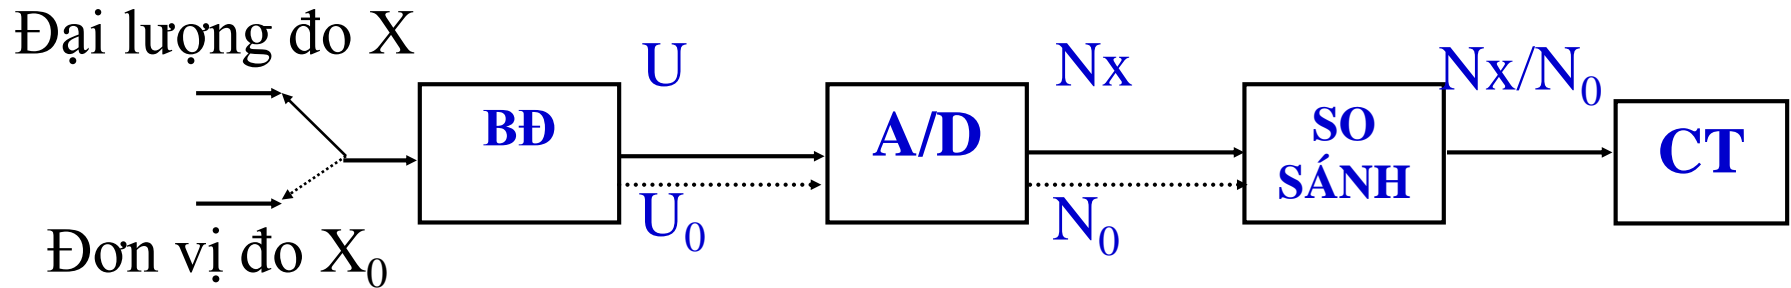 Đại lượng đo X
U
Nx
Nx/N₀
BĐ
A/D
SO
SÁNH
CT
U₀
N₀
Đơn vị đo X₀